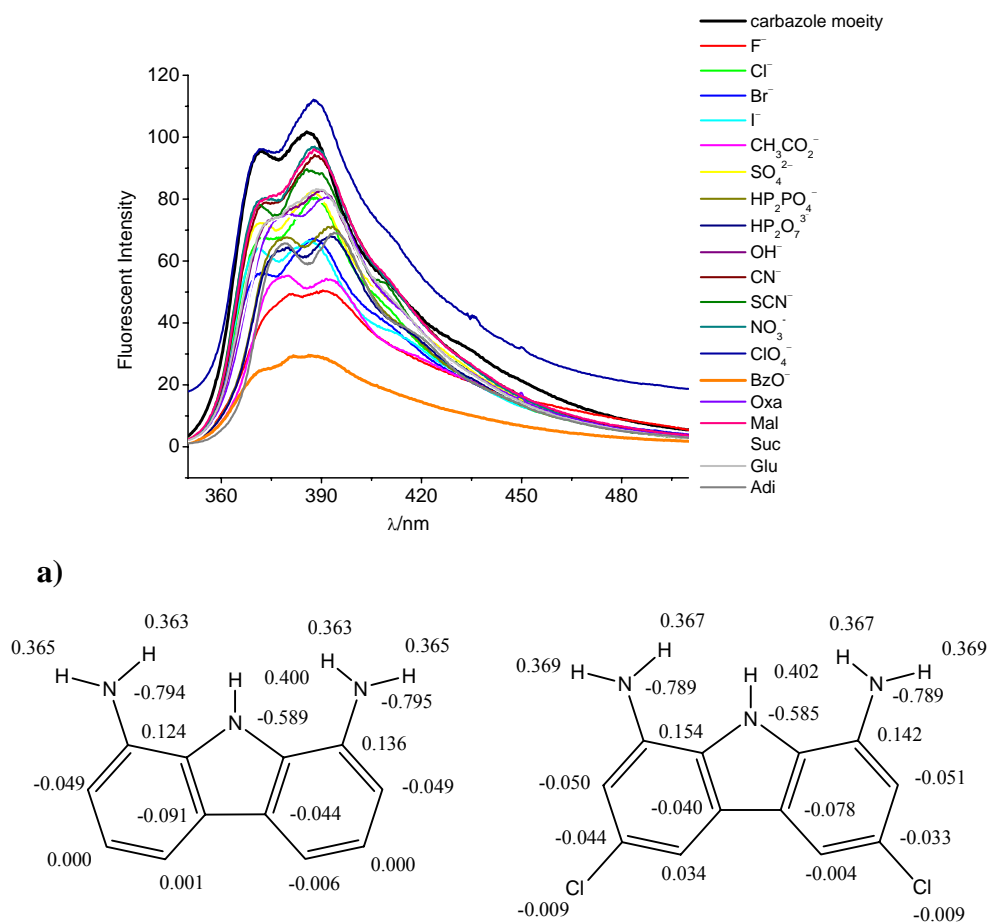 carbazole moeity
F⁻
Cl⁻
Br⁻
I⁻
CH₃CO₂⁻
SO₄²⁻
HP₂PO₄⁻
HP₂O₇³
OH⁻
CN⁻
SCN⁻
NO₃⁻
ClO₄⁻
BzO⁻
Oxa
Mal
Suc
Glu
Adi
Fluorescent Intensity
120
100
80
60
40
20
0
360 390 420 450 480
λ/nm
a)
0.363 0.363
0.365 H H 0.400 H H 0.365
N -0.794 H N -0.795
0.124 N -0.589 0.136
-0.049 -0.091 -0.044 -0.049
0.000 0.001 -0.006 0.000
0.367 0.367
0.369 H H 0.402 H H 0.369
N -0.789 H N -0.789
0.154 N -0.585 0.142
-0.050 -0.040 -0.078 -0.051
-0.044 0.034 -0.004 -0.033
Cl Cl
-0.009 -0.009